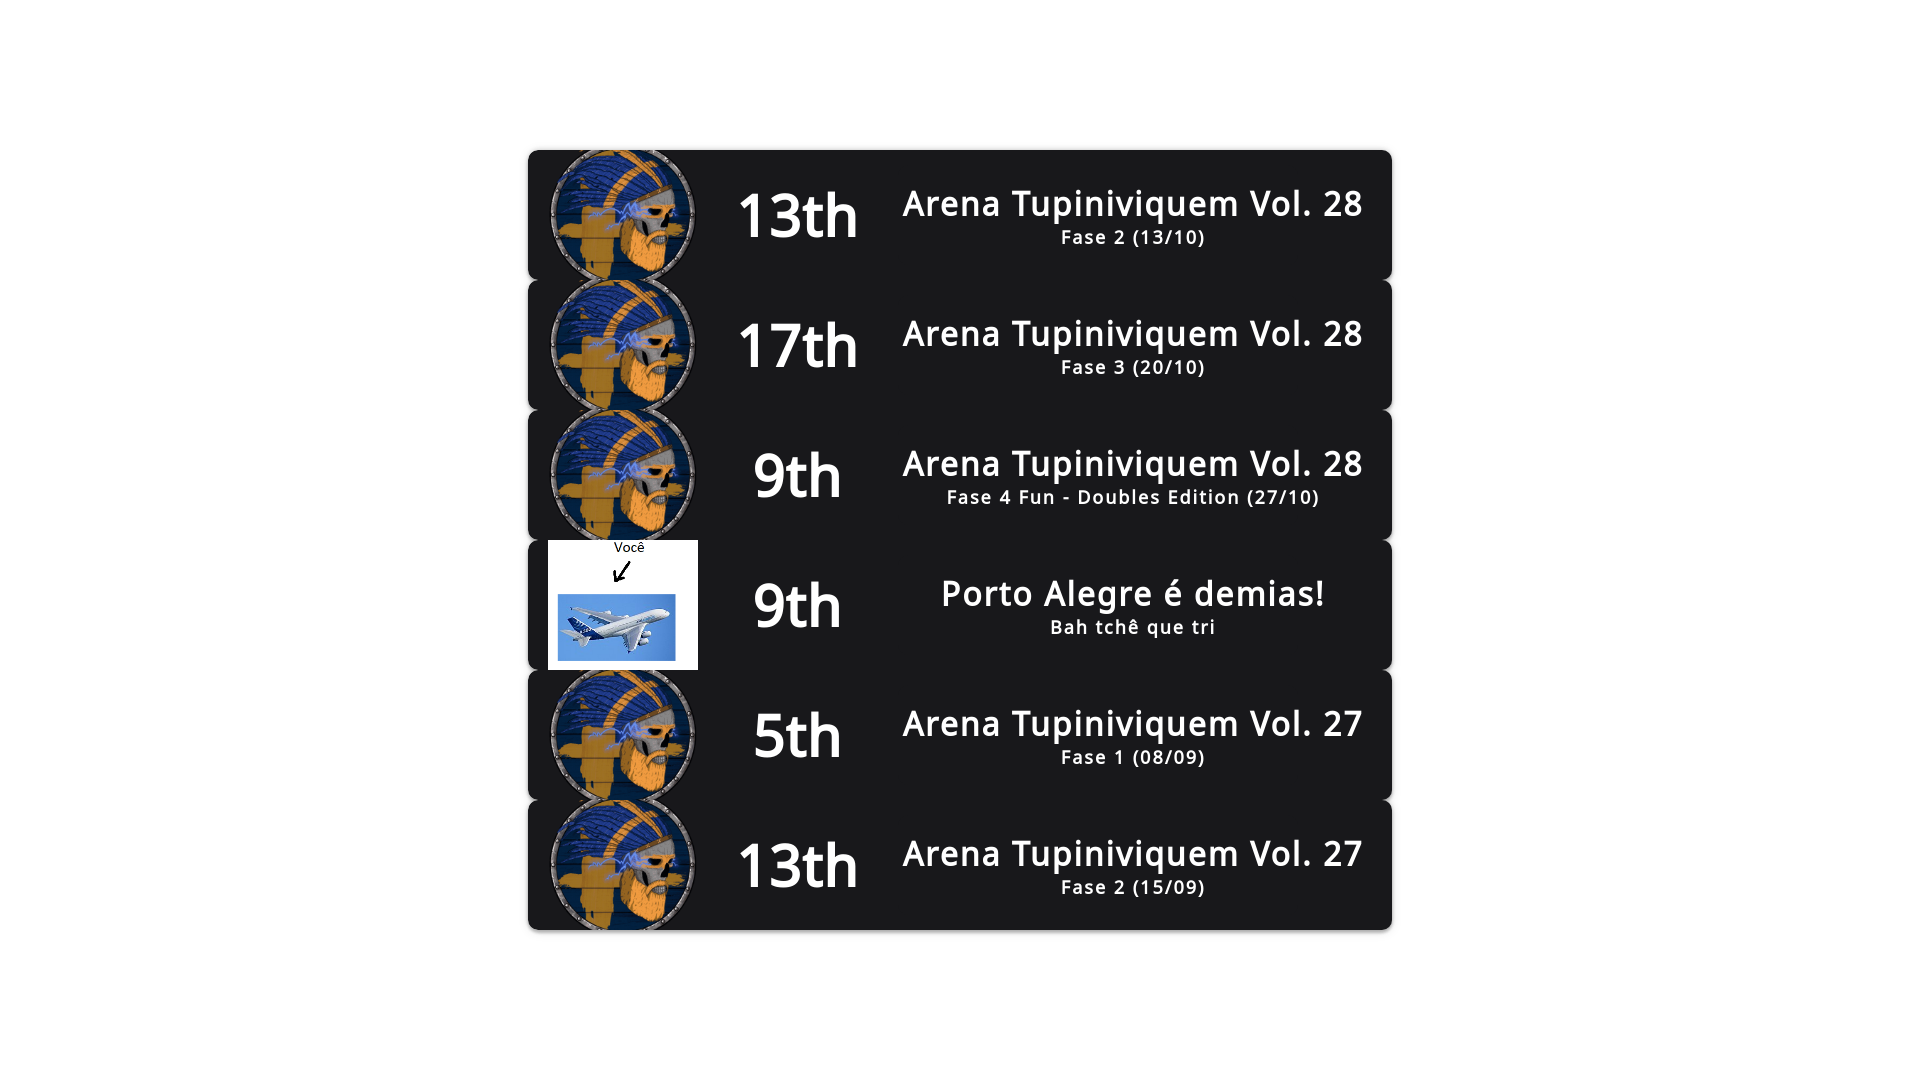 13th
Arena Tupiniviquem Vol. 28
Fase 2 (13/10)
17th
Arena Tupiniviquem Vol. 28
Fase 3 (20/10)
9th
Arena Tupiniviquem Vol. 28
Fase 4 Fun - Doubles Edition (27/10)
Você
9th
Porto Alegre é demias!
Bah tchê que tri
5th
Arena Tupiniviquem Vol. 27
Fase 1 (08/09)
13th
Arena Tupiniviquem Vol. 27
Fase 2 (15/09)